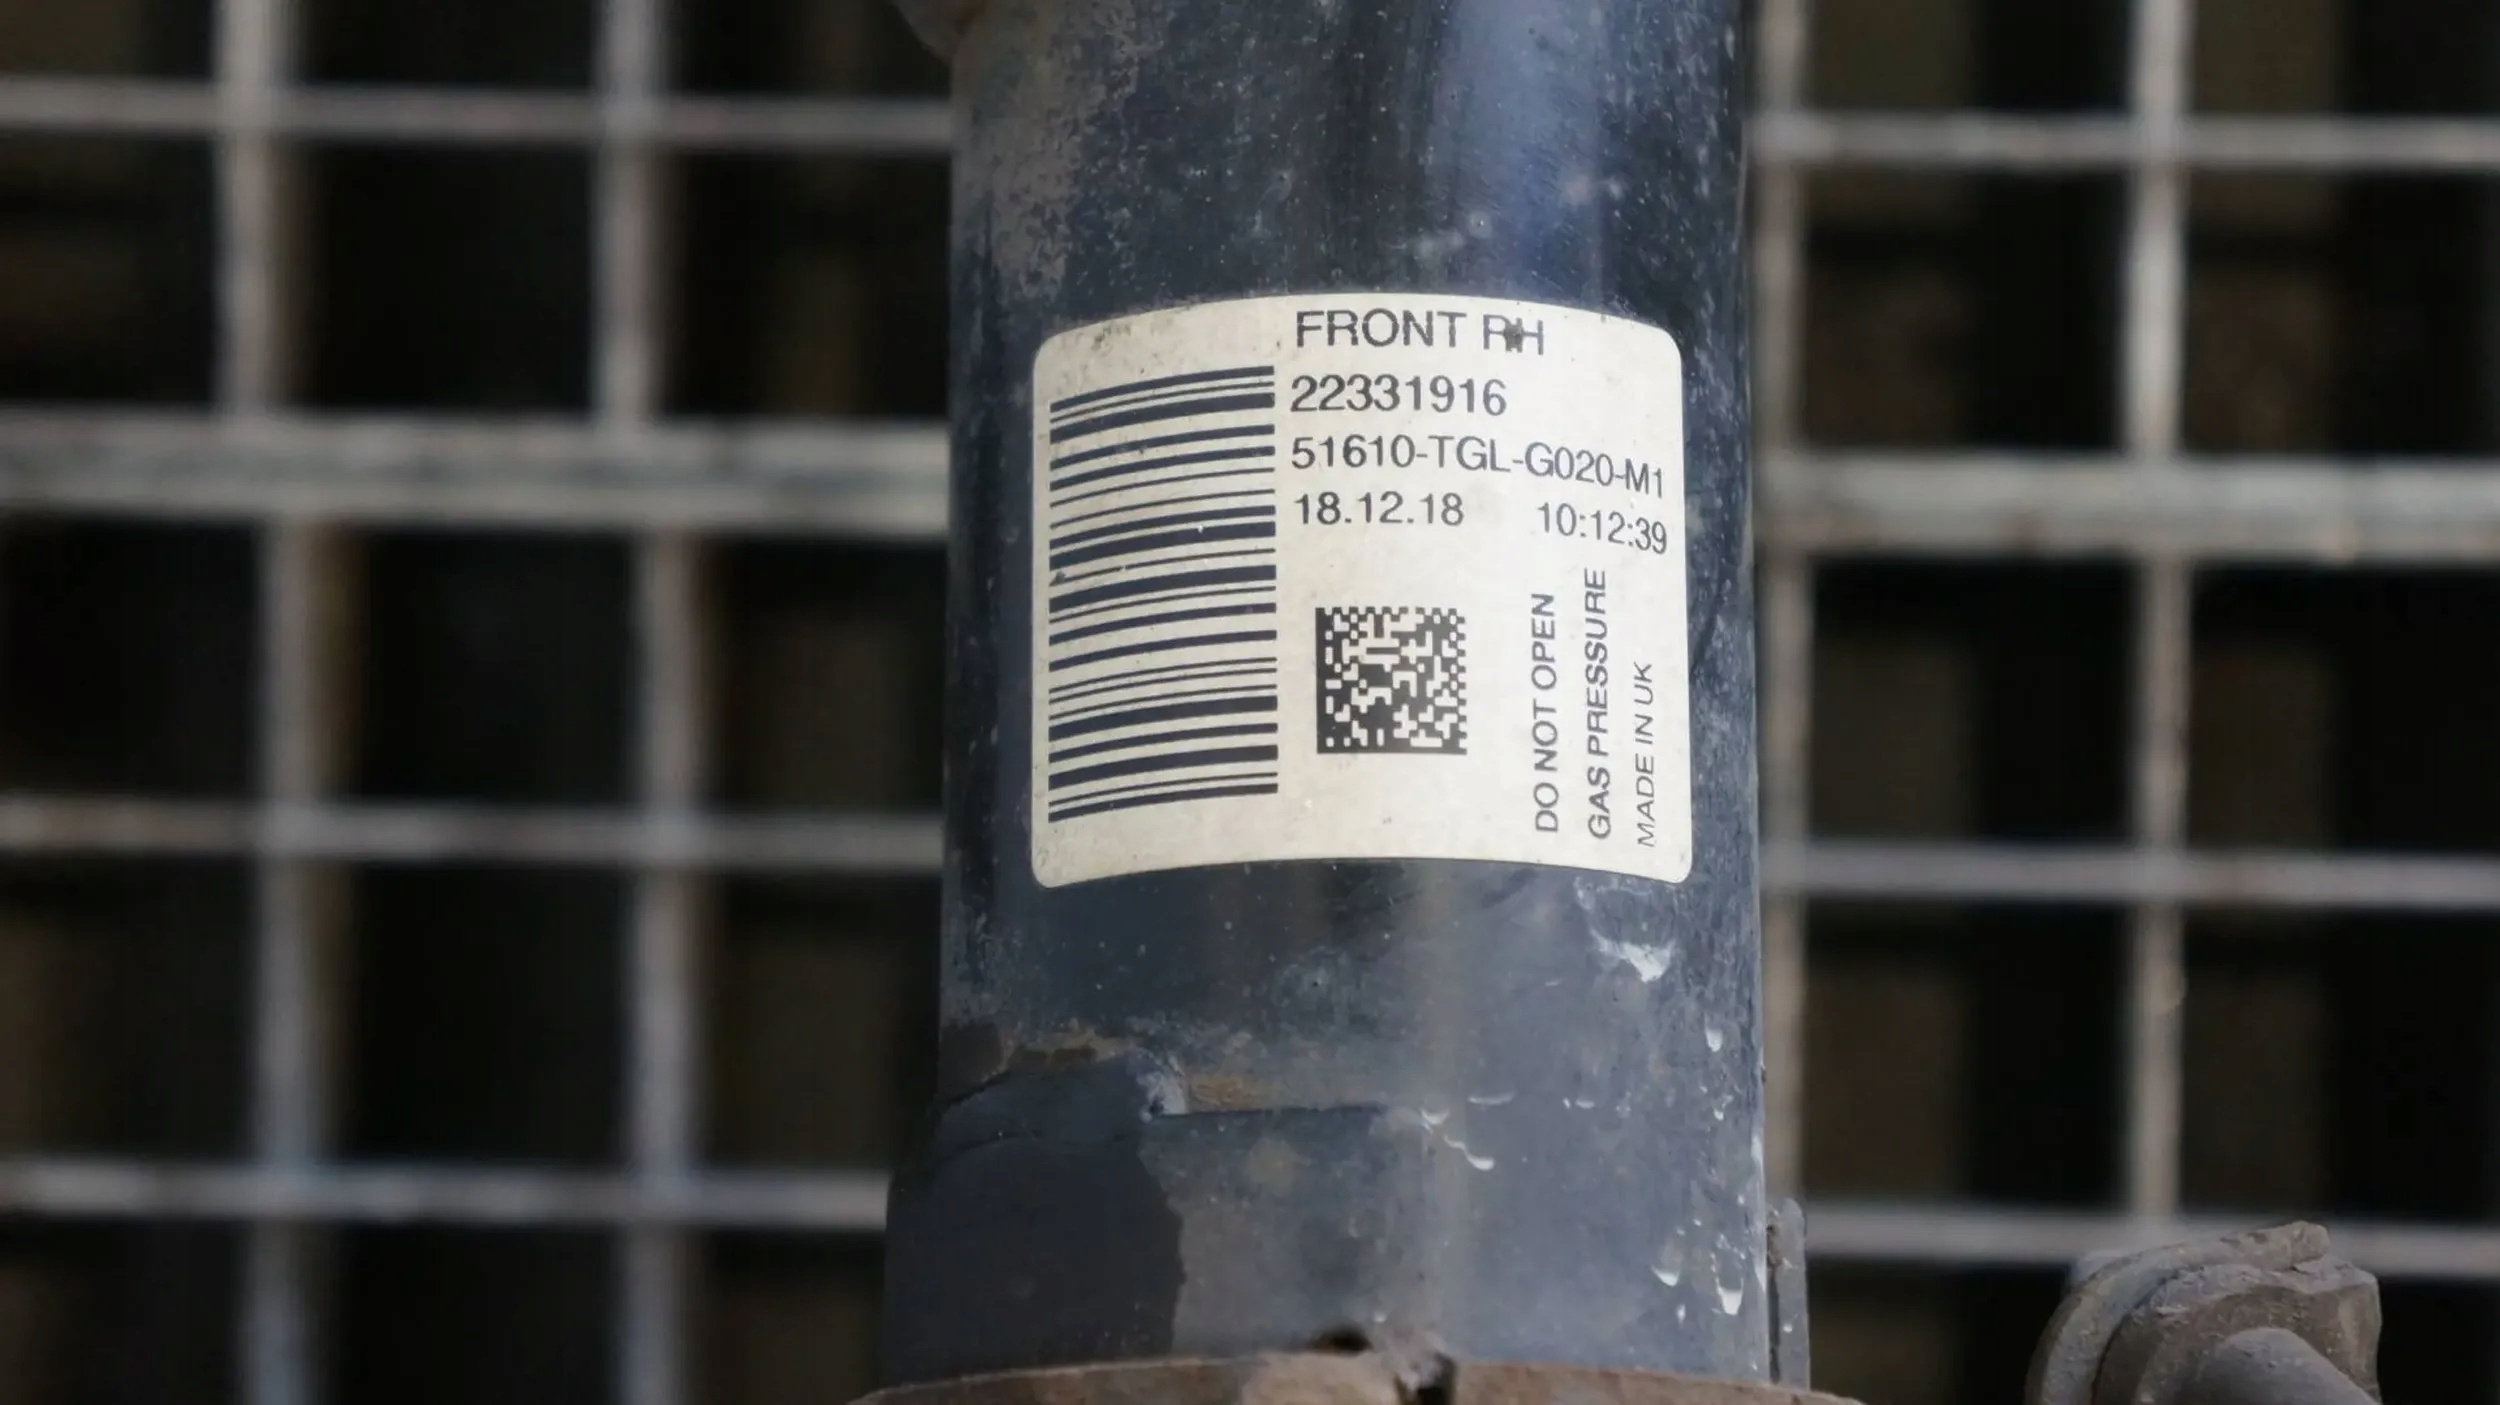 FRONT RH
22331916
51610-TGL-G020-M1
18.12.18 10:12:39
DO NOT OPEN
GAS PRESSURE
MADE IN UK